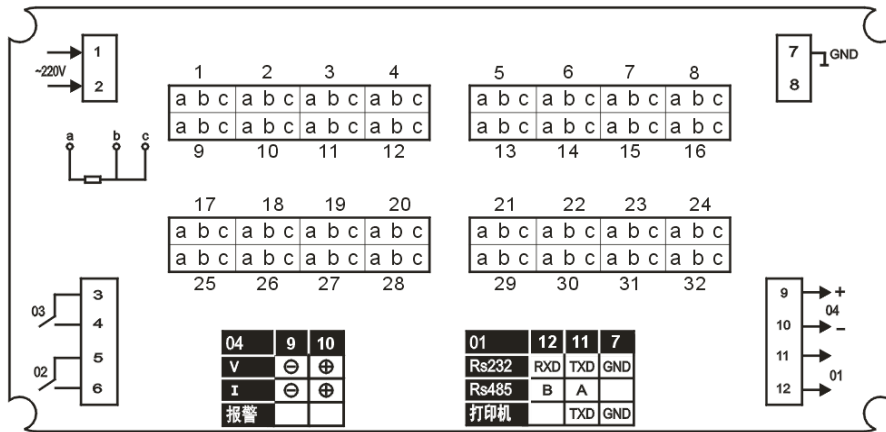 1
~220V
2
7
GND
8
a b c
1 2 3 4
a b c a b c a b c a b c
a b c a b c a b c a b c
9 10 11 12
5 6 7 8
a b c a b c a b c a b c
a b c a b c a b c a b c
13 14 15 16
17 18 19 20
a b c a b c a b c a b c
a b c a b c a b c a b c
25 26 27 28
21 22 23 24
a b c a b c a b c a b c
a b c a b c a b c a b c
29 30 31 32
3
03
4
5
02
6
04 9 10
V ⊖ ⊕
I ⊖ ⊕
报警
01 12 11 7
Rs232 RXD TXD GND
Rs485 B A
打印机 TXD GND
9 +
04
10 −
11
01
12